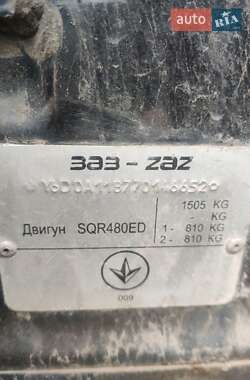 AUTO
RIA
ЗАЗ - ZAZ
1505 KG
- KG
Двигун SQR480ED
1 - 810 KG
2 - 810 KG
009